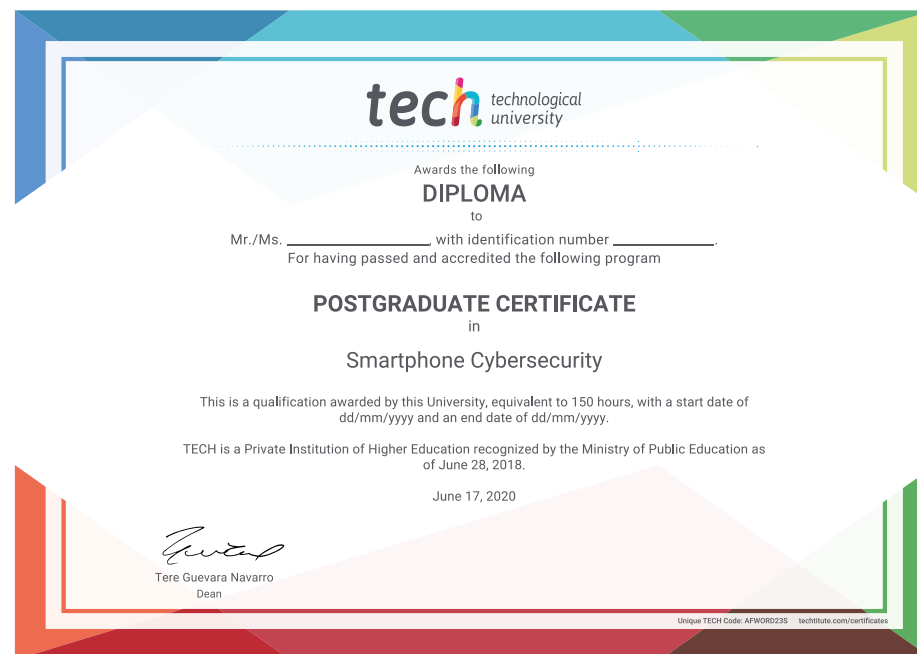 tech technological
university
Awards the following
DIPLOMA
to
Mr./Ms. ____________________, with identification number ______________.
For having passed and accredited the following program
POSTGRADUATE CERTIFICATE
in
Smartphone Cybersecurity
This is a qualification awarded by this University, equivalent to 150 hours, with a start date of
dd/mm/yyyy and an end date of dd/mm/yyyy.
TECH is a Private Institution of Higher Education recognized by the Ministry of Public Education as
of June 28, 2018.
June 17, 2020
Tere Guevara Navarro
Dean
Unique TECH Code: AFWORD23S techtitute.com/certificates